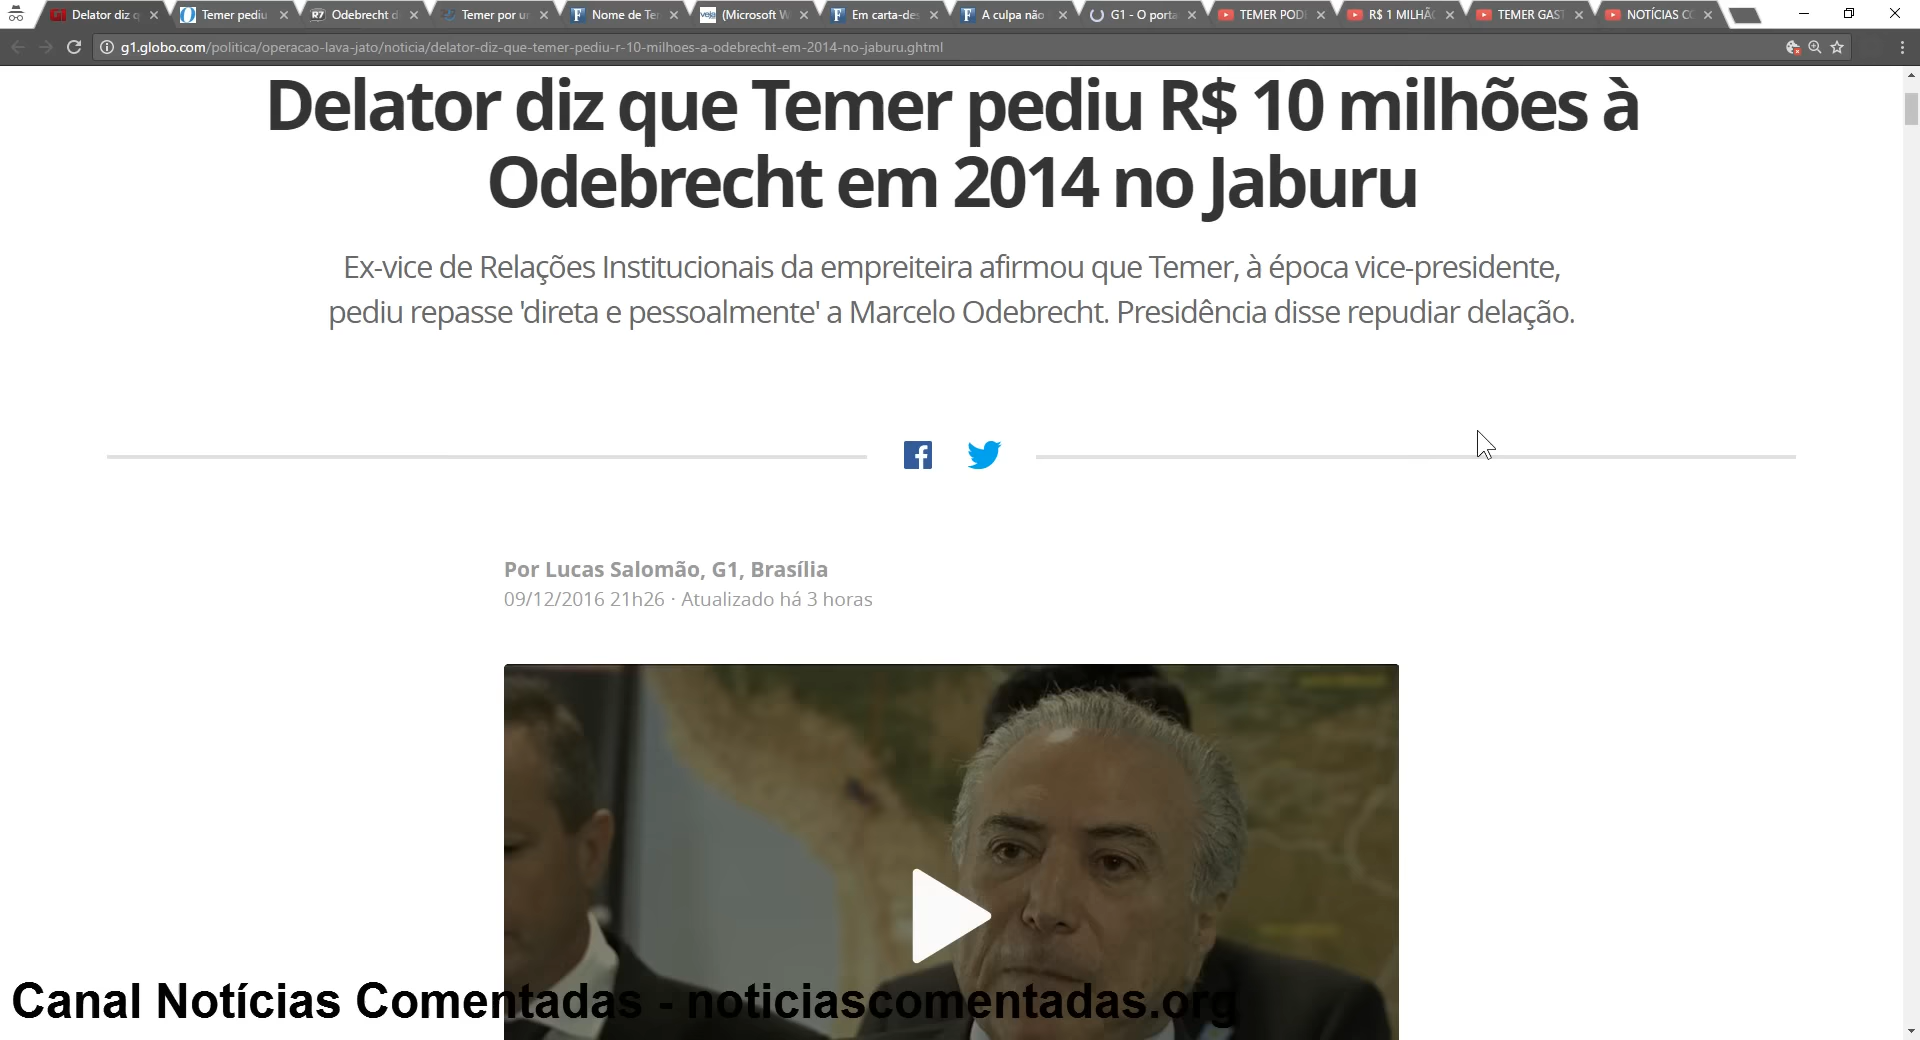 Delator diz q
Temer pediu
R7 Odebrecht d
Temer por u
Nome de Te
veja (Microsoft W
Em carta-des
A culpa não
G1 - O porta
TEMER POD
R$ 1 MILHÃ
TEMER GAST
NOTÍCIAS CO
g1.globo.com/politica/operacao-lava-jato/noticia/delator-diz-que-temer-pediu-r-10-milhoes-a-odebrecht-em-2014-no-jaburu.ghtml
Delator diz que Temer pediu R$ 10 milhões à
Odebrecht em 2014 no Jaburu
Ex-vice de Relações Institucionais da empreiteira afirmou que Temer, à época vice-presidente,
pediu repasse 'direta e pessoalmente' a Marcelo Odebrecht. Presidência disse repudiar delação.
Por Lucas Salomão, G1, Brasília
09/12/2016 21h26 · Atualizado há 3 horas
Canal Notícias Comentadas - noticiascomentadas.org